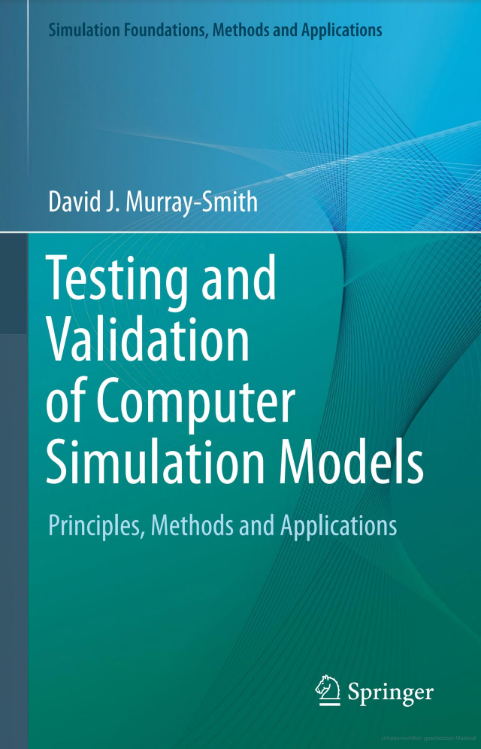 Simulation Foundations, Methods and Applications
David J. Murray-Smith
Testing and
Validation
of Computer
Simulation Models
Principles, Methods and Applications
Springer